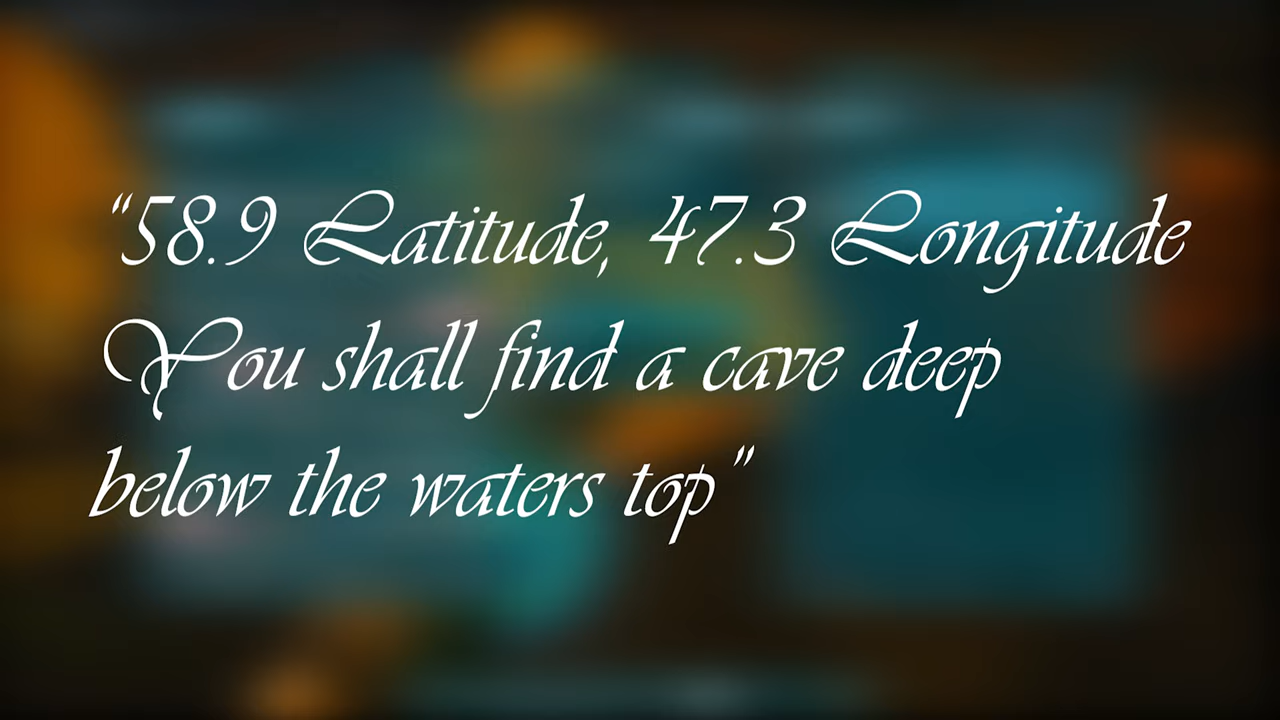 “58.9 Latitude, 47.3 Longitude
You shall find a cave deep
below the waters top”